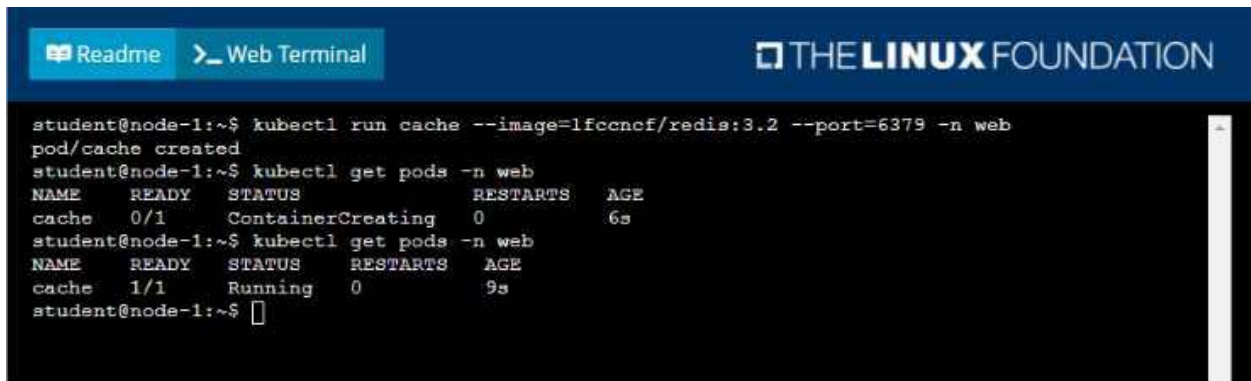 Readme >_ Web Terminal THE LINUX FOUNDATION
student@node-1:~$ kubectl run cache --image=lfccncf/redis:3.2 --port=6379 -n web
pod/cache created
student@node-1:~$ kubectl get pods -n web
NAME READY STATUS RESTARTS AGE
cache 0/1 ContainerCreating 0 6s
student@node-1:~$ kubectl get pods -n web
NAME READY STATUS RESTARTS AGE
cache 1/1 Running 0 9s
student@node-1:~$